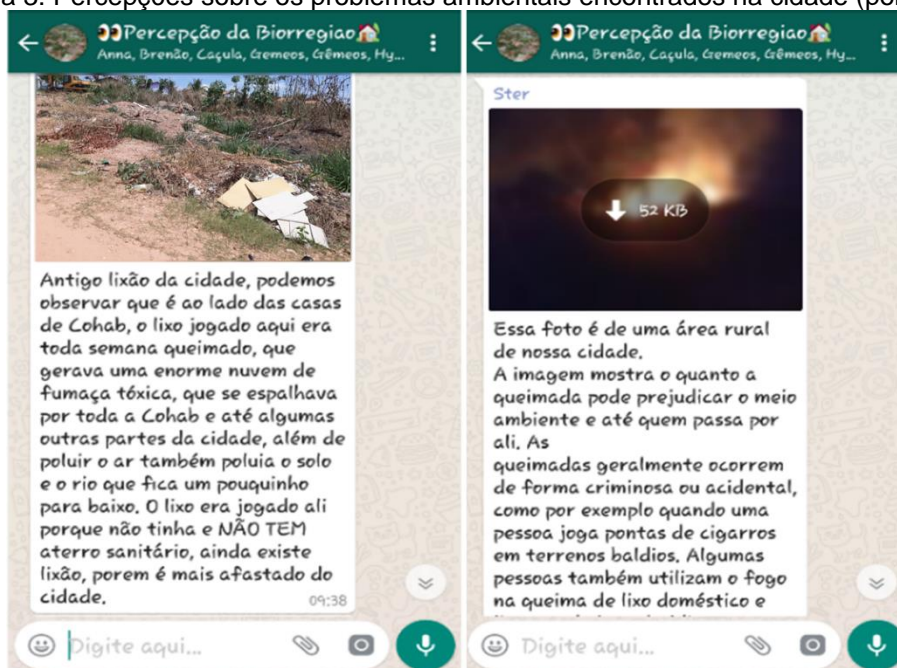 a 3. Percepções sobre os problemas ambientais encontrados na cidade (po
Percepção da Biorregiao
Anna, Brenão, Caçula, Gemeos, Gêmeos, Hy...
Antigo lixão da cidade, podemos
observar que é ao lado das casas
de Cohab, o lixo jogado aqui era
toda semana queimado, que
gerava uma enorme nuvem de
fumaça tóxica, que se espalhava
por toda a Cohab e até algumas
outras partes da cidade, além de
poluir o ar também poluia o solo
e o rio que fica um pouquinho
para baixo. O lixo era jogado ali
porque não tinha e NÃO TEM
aterro sanitário, ainda existe
lixão, porem é mais afastado do
cidade.
09:38
Digite aqui...
Percepção da Biorregiao
Anna, Brenão, Caçula, Gemeos, Gêmeos, Hy...
Ster
52 KB
Essa foto é de uma área rural
de nossa cidade.
A imagem mostra o quanto a
queimada pode prejudicar o meio
ambiente e até quem passa por
ali. As
queimadas geralmente ocorrem
de forma criminosa ou acidental,
como por exemplo quando uma
pessoa joga pontas de cigarros
em terrenos baldios. Algumas
pessoas também utilizam o fogo
na queima de lixo doméstico e
Digite aqui...